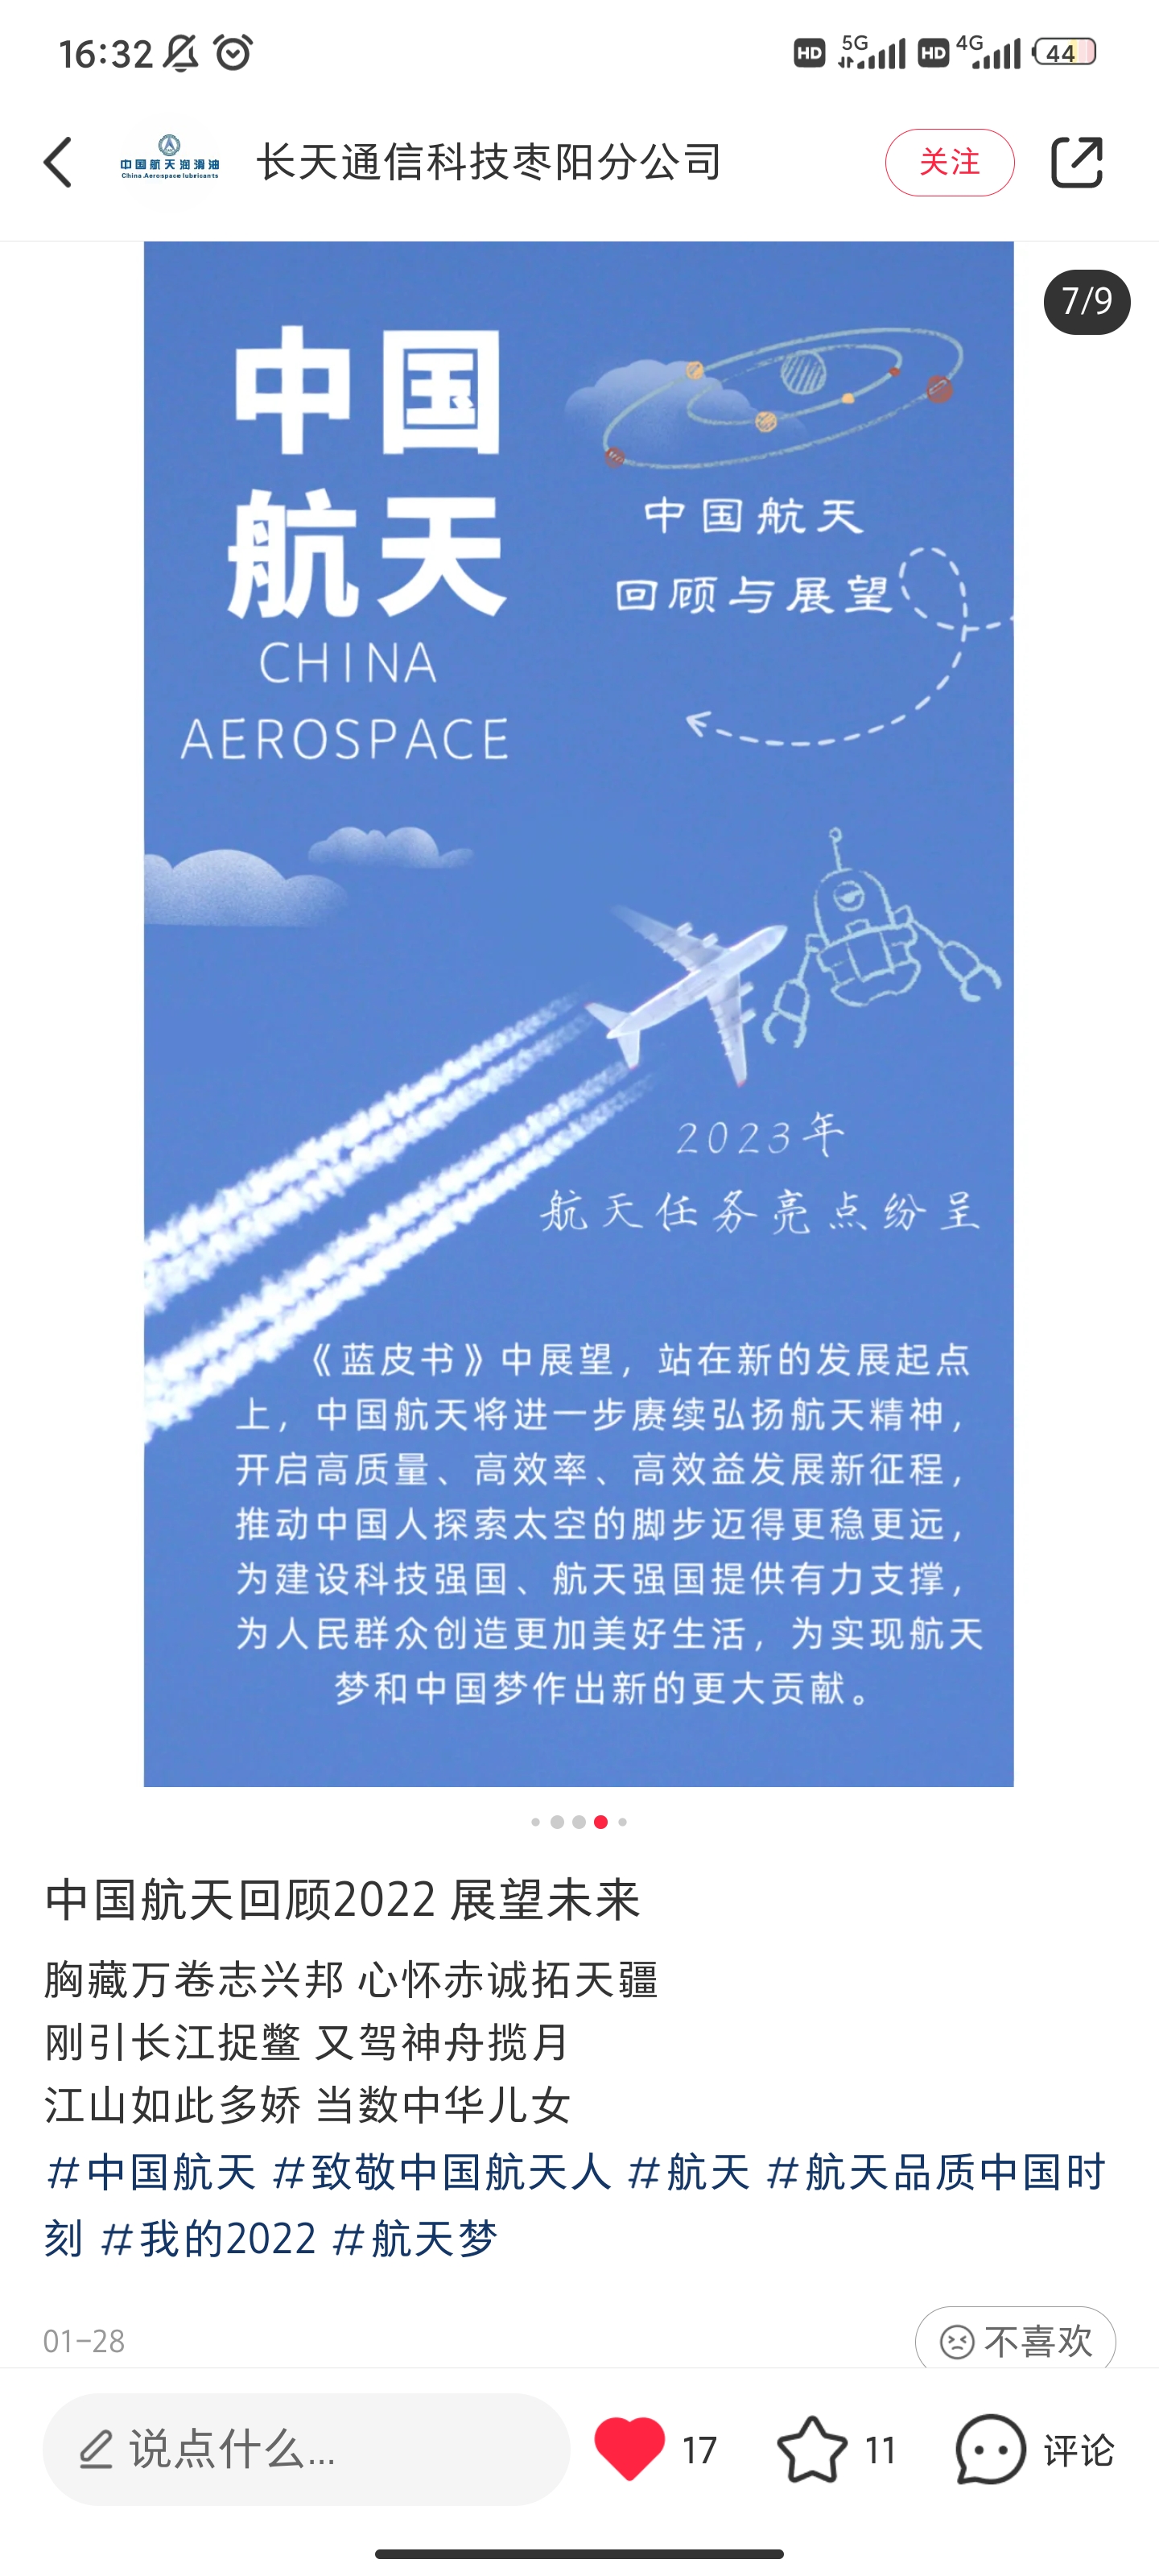 16:32
HD 5G HD 4G 44
中国航天润滑油
China Aerospace lubricants
长天通信科技枣阳分公司
关注
7/9
中国
航天
CHINA
AEROSPACE
中国航天
回顾与展望
2023年
航天任务亮点纷呈
《蓝皮书》中展望，站在新的发展起点
上，中国航天将进一步赓续弘扬航天精神，
开启高质量、高效率、高效益发展新征程，
推动中国人探索太空的脚步迈得更稳更远，
为建设科技强国、航天强国提供有力支撑，
为人民群众创造更加美好生活，为实现航天
梦和中国梦作出新的更大贡献。
中国航天回顾2022 展望未来
胸藏万卷志兴邦 心怀赤诚拓天疆
刚引长江捉鳖 又驾神舟揽月
江山如此多娇 当数中华儿女
#中国航天 #致敬中国航天人 #航天 #航天品质中国时
刻 #我的2022 #航天梦
01-28
不喜欢
说点什么...
17
11
评论